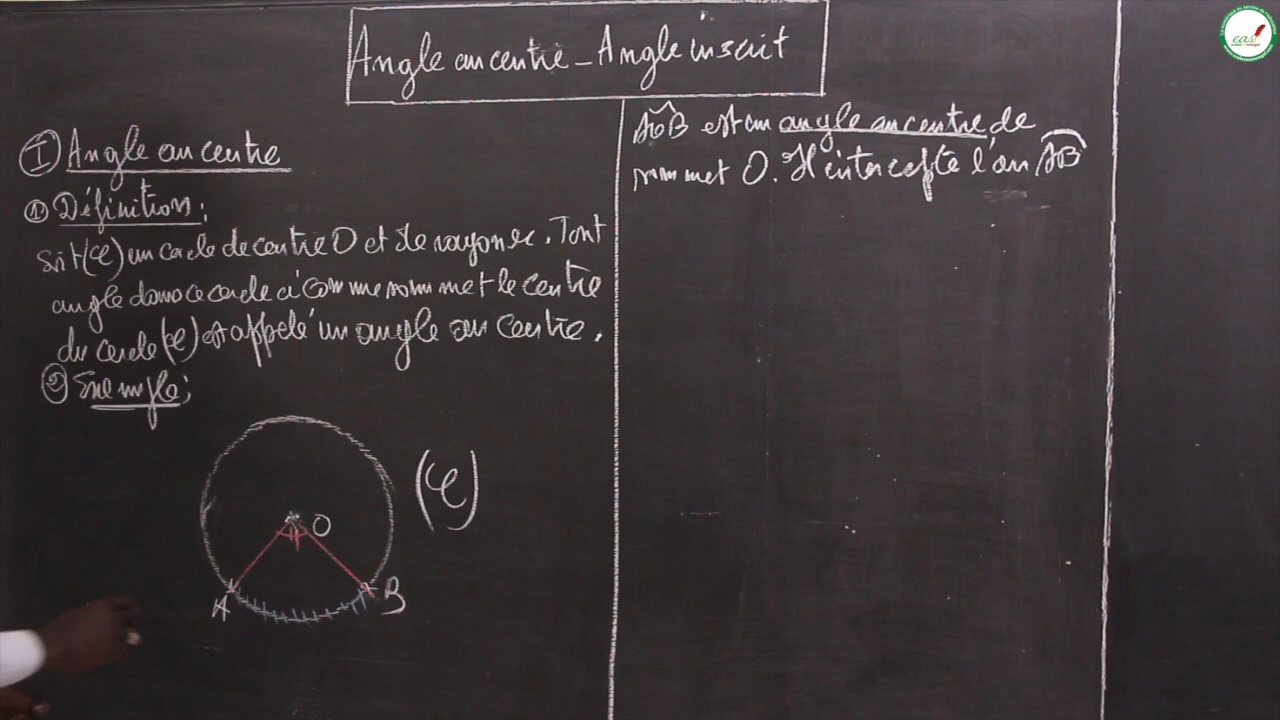 Angle au centre - Angle inscrit
I Angle au centre
1) Définition:
Soit (C) un cercle de centre O et de rayon r. Tout
angle dans ce cercle à comme sommet le centre
du cercle (C) est appelé un angle au centre.
2) Exemple:
(C)
O
A
B
AOB est un angle au centre de
sommet O. Il intercepte l'arc AB
eas